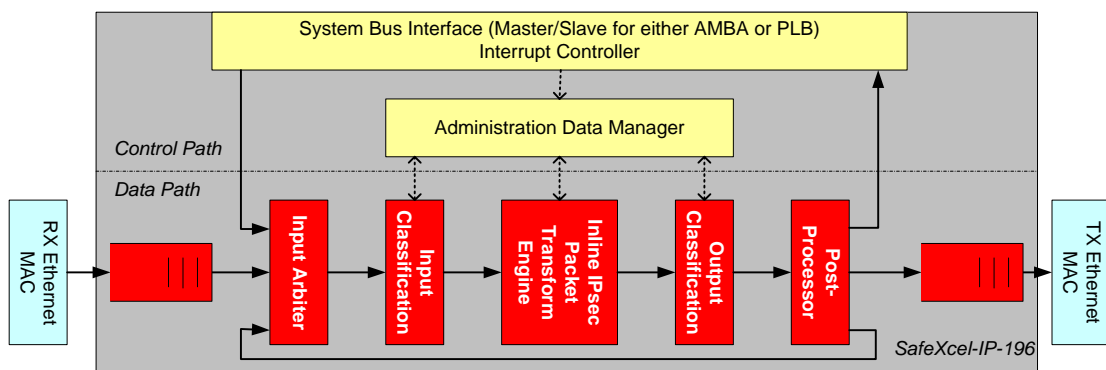 System Bus Interface (Master/Slave for either AMBA or PLB)
Interrupt Controller
Administration Data Manager
Control Path
Data Path
RX Ethernet
MAC
Input Arbiter
Input
Classification
Inline IPsec
Packet
Transform
Engine
Output
Classification
Post-
Processor
TX Ethernet
MAC
SafeXcel-IP-196